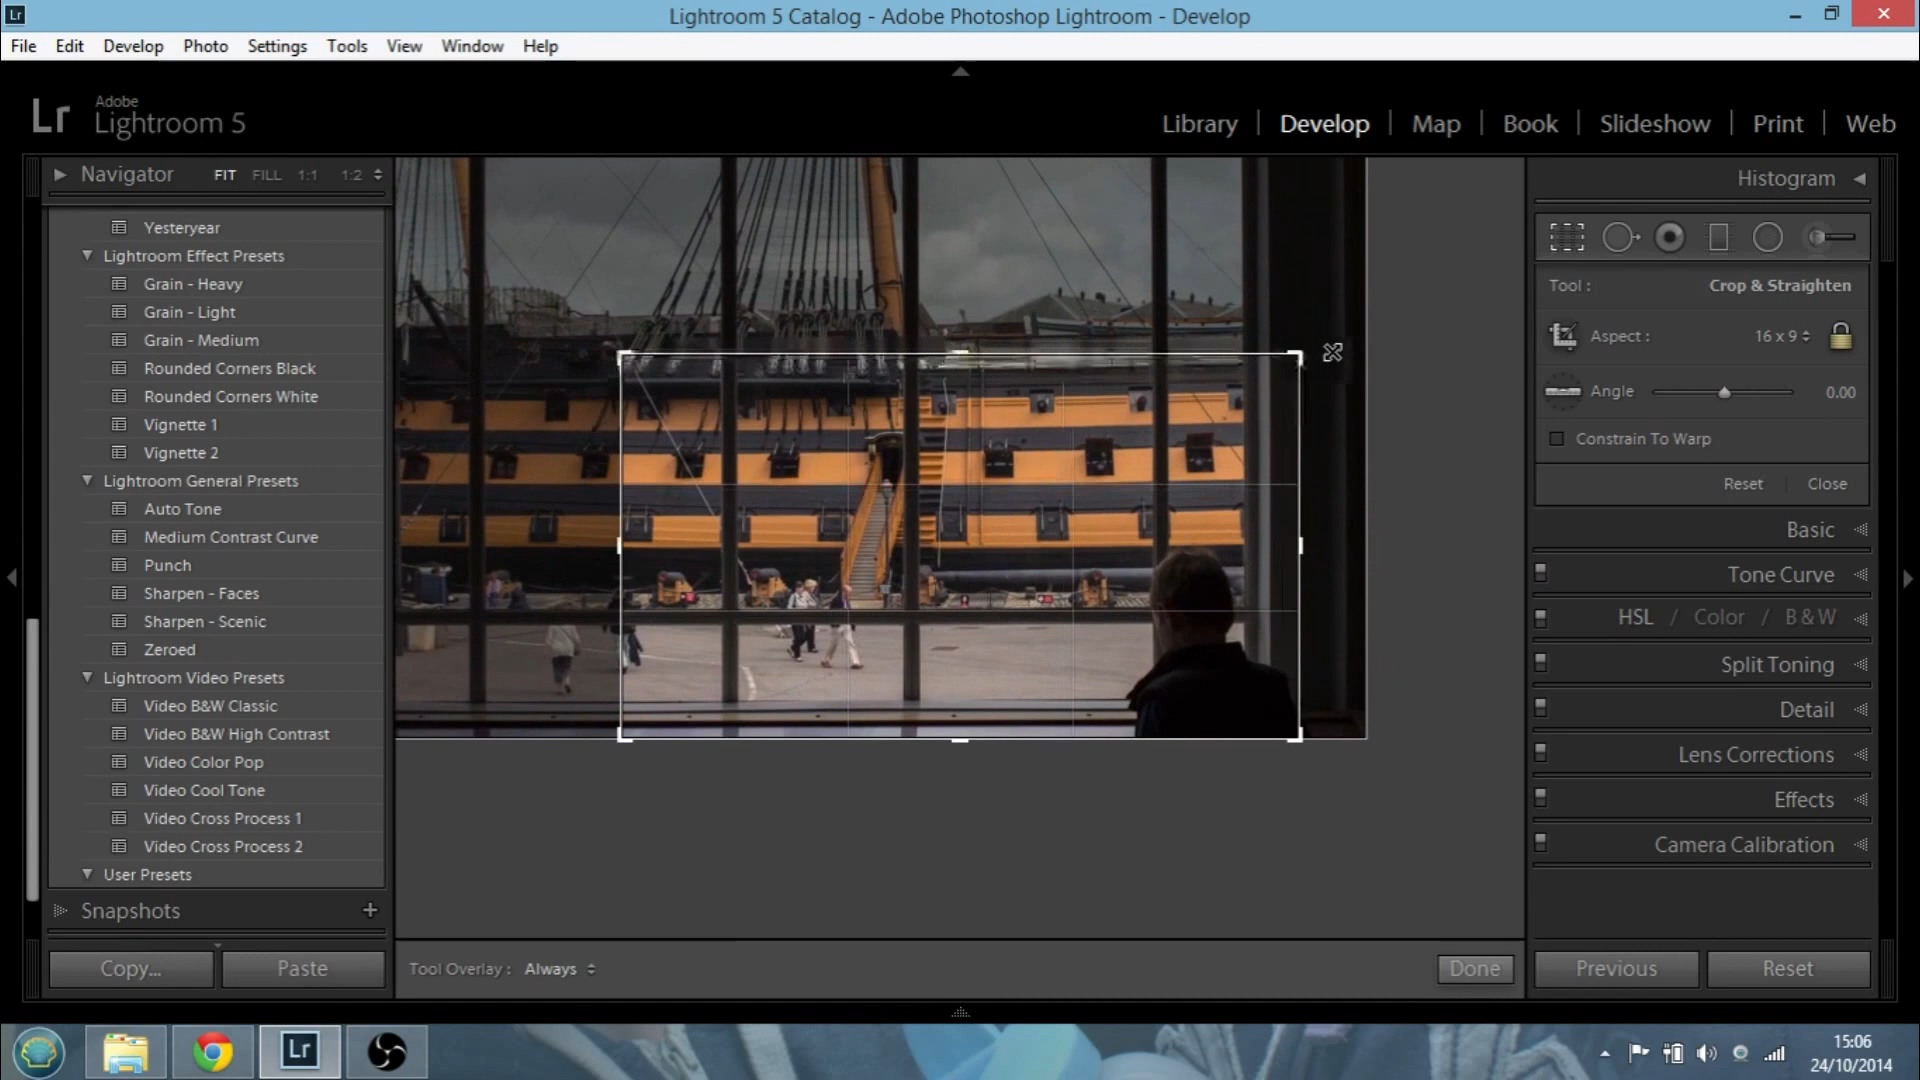 Lr
Lightroom 5 Catalog - Adobe Photoshop Lightroom - Develop
File Edit Develop Photo Settings Tools View Window Help
Lr Adobe
Lightroom 5
Library | Develop | Map | Book | Slideshow | Print | Web
Navigator FIT FILL 1:1 1:2
Yesteryear
Lightroom Effect Presets
Grain - Heavy
Grain - Light
Grain - Medium
Rounded Corners Black
Rounded Corners White
Vignette 1
Vignette 2
Lightroom General Presets
Auto Tone
Medium Contrast Curve
Punch
Sharpen - Faces
Sharpen - Scenic
Zeroed
Lightroom Video Presets
Video B&W Classic
Video B&W High Contrast
Video Color Pop
Video Cool Tone
Video Cross Process 1
Video Cross Process 2
User Presets
Snapshots +
Copy... Paste
Tool Overlay : Always
Done
Histogram
Tool : Crop & Straighten
Aspect : 16 x 9
Angle 0.00
Constrain To Warp
Reset Close
Basic
Tone Curve
HSL / Color / B & W
Split Toning
Detail
Lens Corrections
Effects
Camera Calibration
Previous Reset
Lr
15:06
24/10/2014